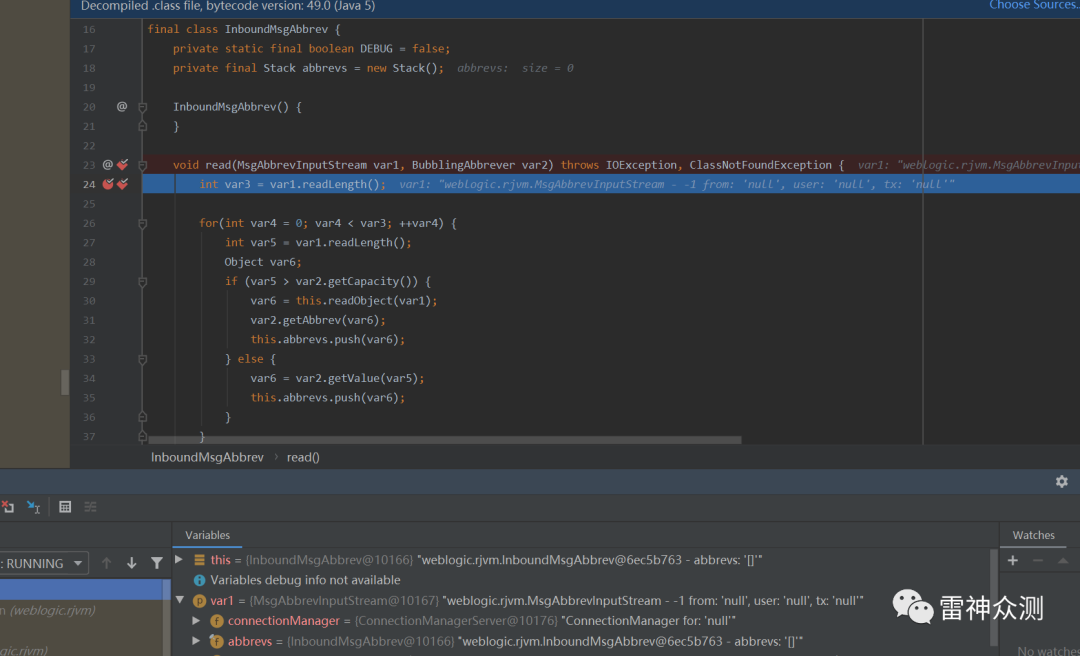 Decompiled .class file, bytecode version: 49.0 (Java 5)
Choose Sources..
16 final class InboundMsgAbbrev {
17 private static final boolean DEBUG = false;
18 private final Stack abbrevs = new Stack(); abbrevs: size = 0
19
20 @ InboundMsgAbbrev() {
21 }
22
23 @ void read(MsgAbbrevInputStream var1, BubblingAbbrever var2) throws IOException, ClassNotFoundException { var1: "weblogic.rjvm.MsgAbbrevInpu
24 int var3 = var1.readLength(); var1: "weblogic.rjvm.MsgAbbrevInputStream - -1 from: 'null', user: 'null', tx: 'null'"
25
26 for(int var4 = 0; var4 < var3; ++var4) {
27 int var5 = var1.readLength();
28 Object var6;
29 if (var5 > var2.getCapacity()) {
30 var6 = this.readObject(var1);
31 var2.getAbbrev(var6);
32 this.abbrevs.push(var6);
33 } else {
34 var6 = var2.getValue(var5);
35 this.abbrevs.push(var6);
36 }
37 }
InboundMsgAbbrev › read()
Variables
Watches
: RUNNING
this = {InboundMsgAbbrev@10166} "weblogic.rjvm.InboundMsgAbbrev@6ec5b763 - abbrevs: '[]'"
Variables debug info not available
n (weblogic.rjvm)
var1 = {MsgAbbrevInputStream@10167} "weblogic.rjvm.MsgAbbrevInputStream - -1 from: 'null', user: 'null', tx: 'null'"
connectionManager = {ConnectionManagerServer@10176} "ConnectionManager for: 'null'"
abbrevs = {InboundMsgAbbrev@10166} "weblogic.rjvm.InboundMsgAbbrev@6ec5b763 - abbrevs: '[]'"
gic.rjvm)
No watches
雷神众测